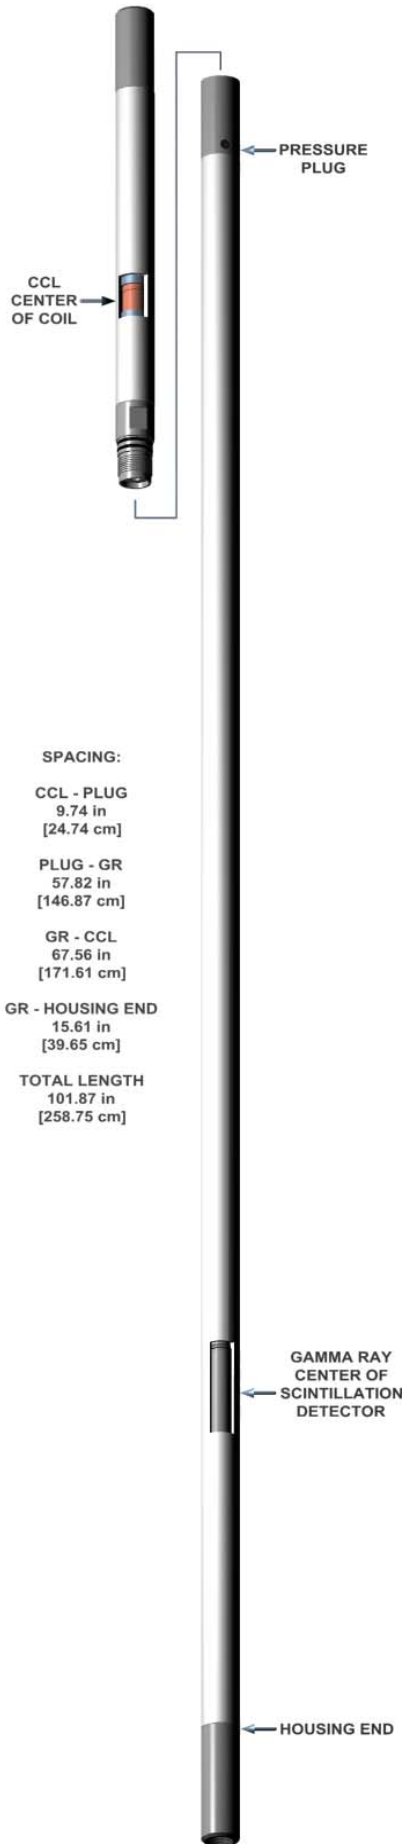 PRESSURE
PLUG
CCL
CENTER
OF COIL
SPACING:
CCL - PLUG
9.74 in
[24.74 cm]
PLUG - GR
57.82 in
[146.87 cm]
GR - CCL
67.56 in
[171.61 cm]
GR - HOUSING END
15.61 in
[39.65 cm]
TOTAL LENGTH
101.87 in
[258.75 cm]
GAMMA RAY
CENTER OF
SCINTILLATION
DETECTOR
HOUSING END